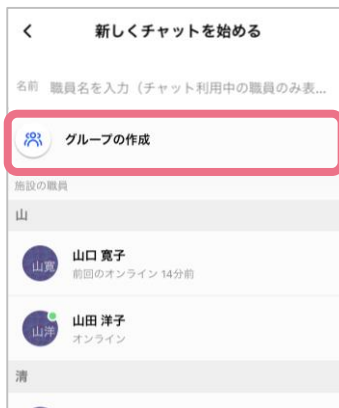 新しくチャットを始める
名前 職員名を入力（チャット利用中の職員のみ表...
グループの作成
施設の職員
山
山寛
山口 寛子
前回のオンライン 14分前
山洋
山田 洋子
オンライン
清